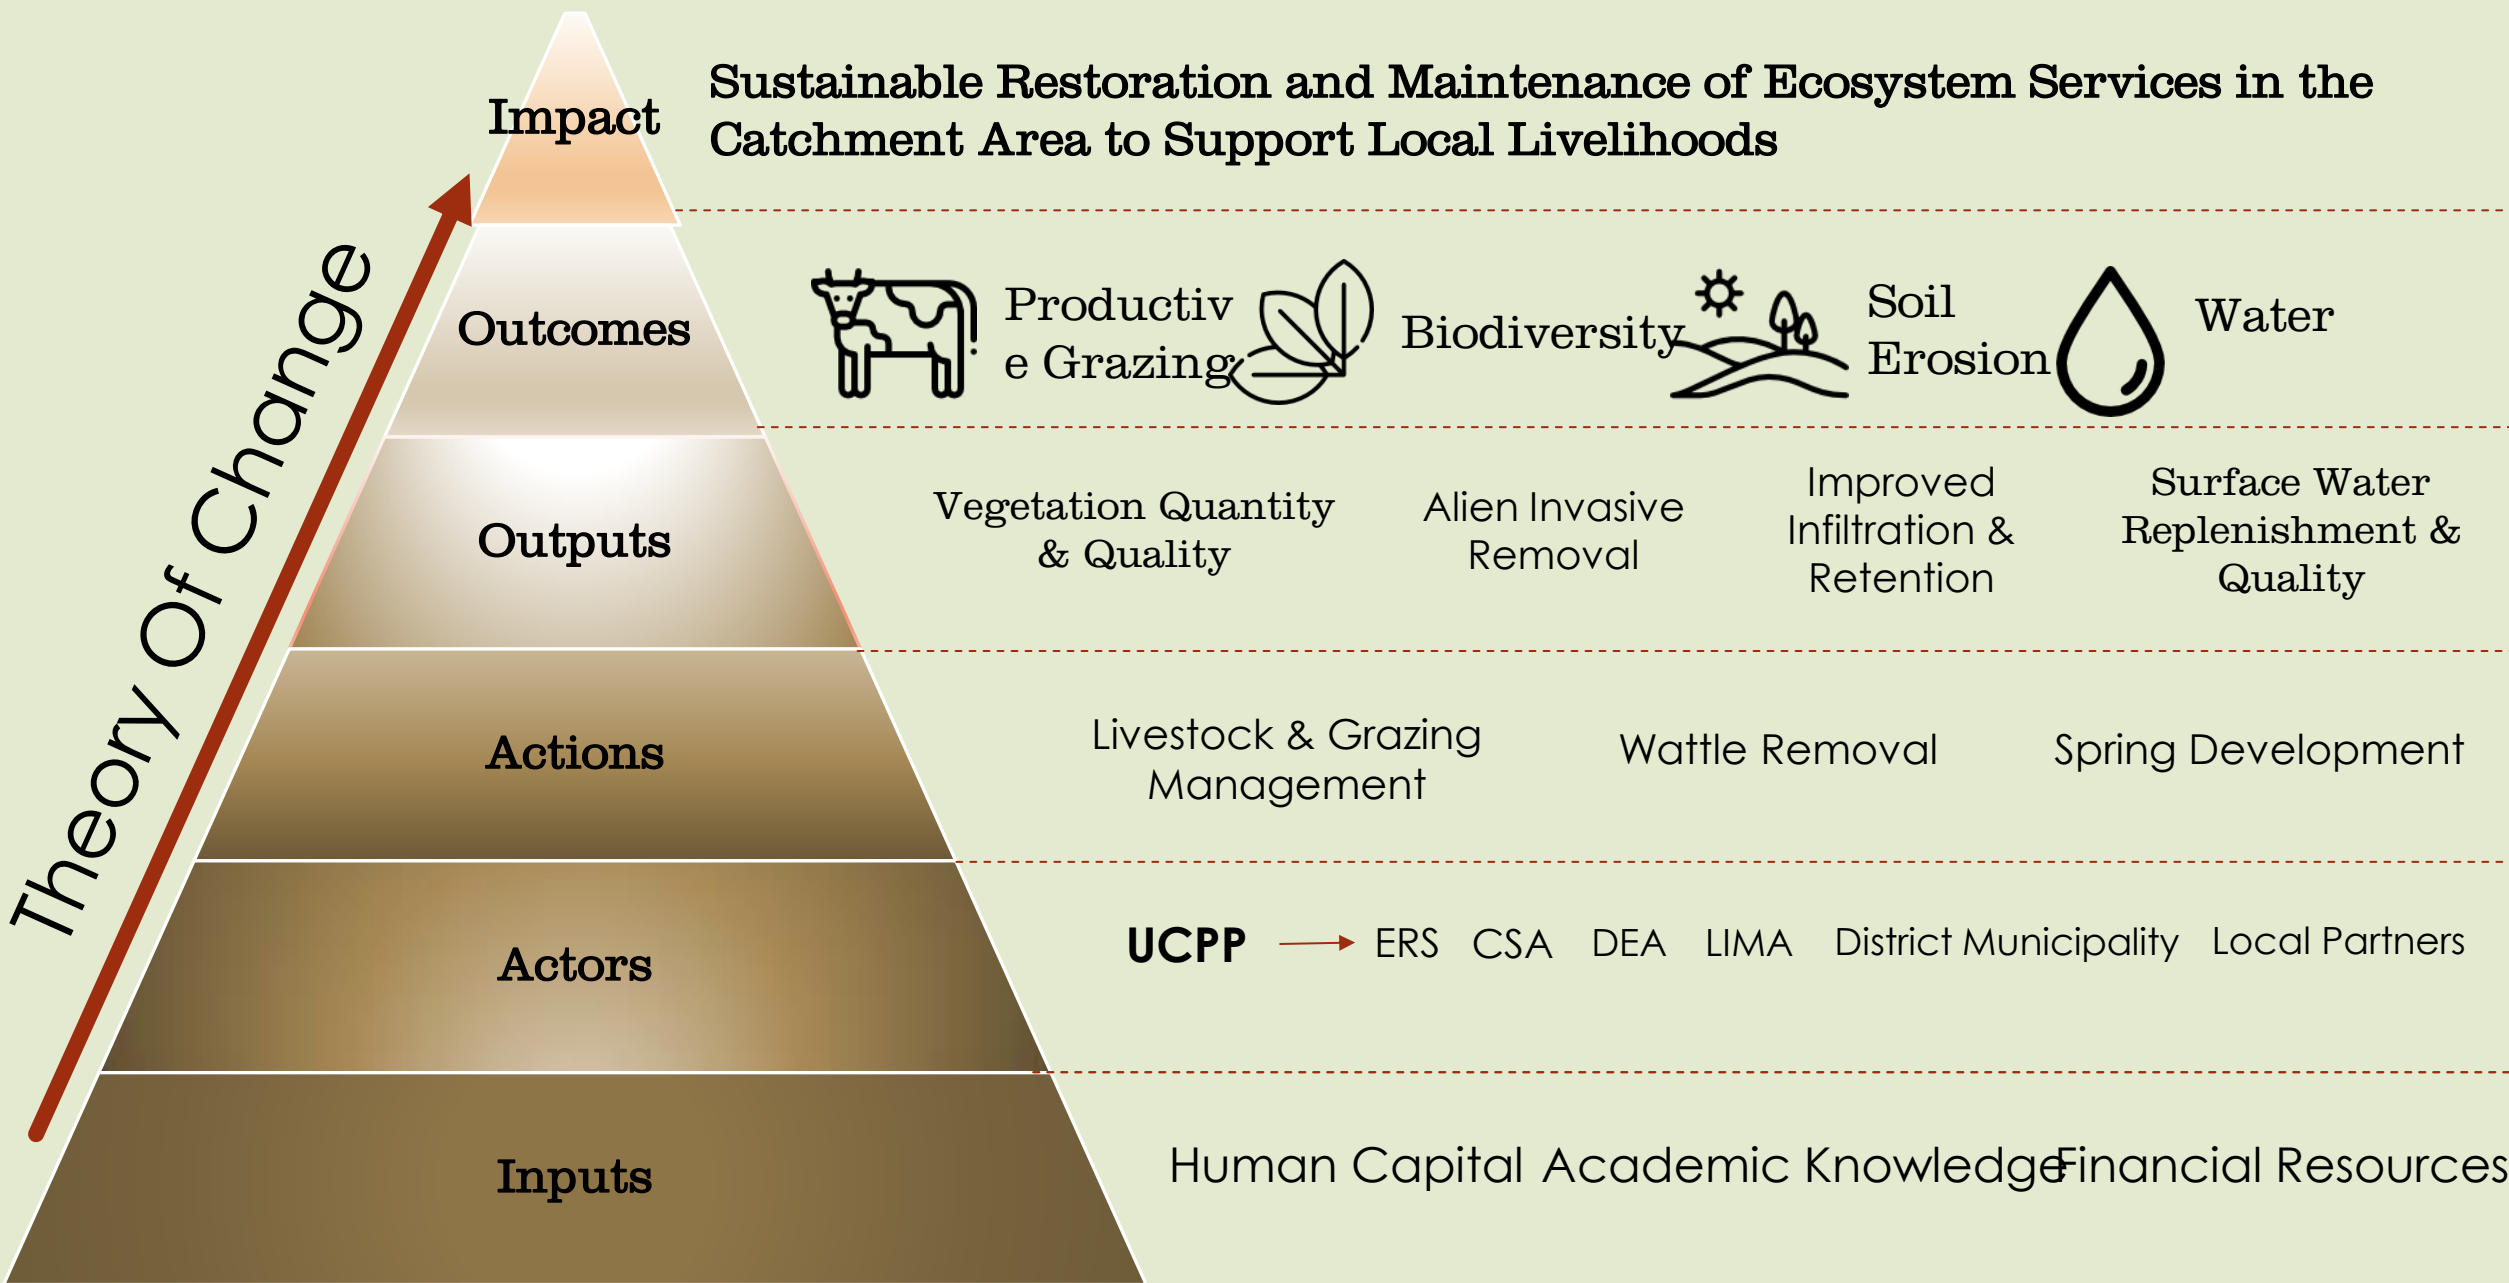 Theory Of Change
Impact
Sustainable Restoration and Maintenance of Ecosystem Services in the
Catchment Area to Support Local Livelihoods
Outcomes
Productiv
e Grazing
Biodiversity
Soil
Erosion
Water
Outputs
Vegetation Quantity
& Quality
Alien Invasive
Removal
Improved
Infiltration &
Retention
Surface Water
Replenishment &
Quality
Actions
Livestock & Grazing
Management
Wattle Removal
Spring Development
Actors
UCPP
ERS
CSA
DEA
LIMA
District Municipality
Local Partners
Inputs
Human Capital
Academic Knowledge
Financial Resources